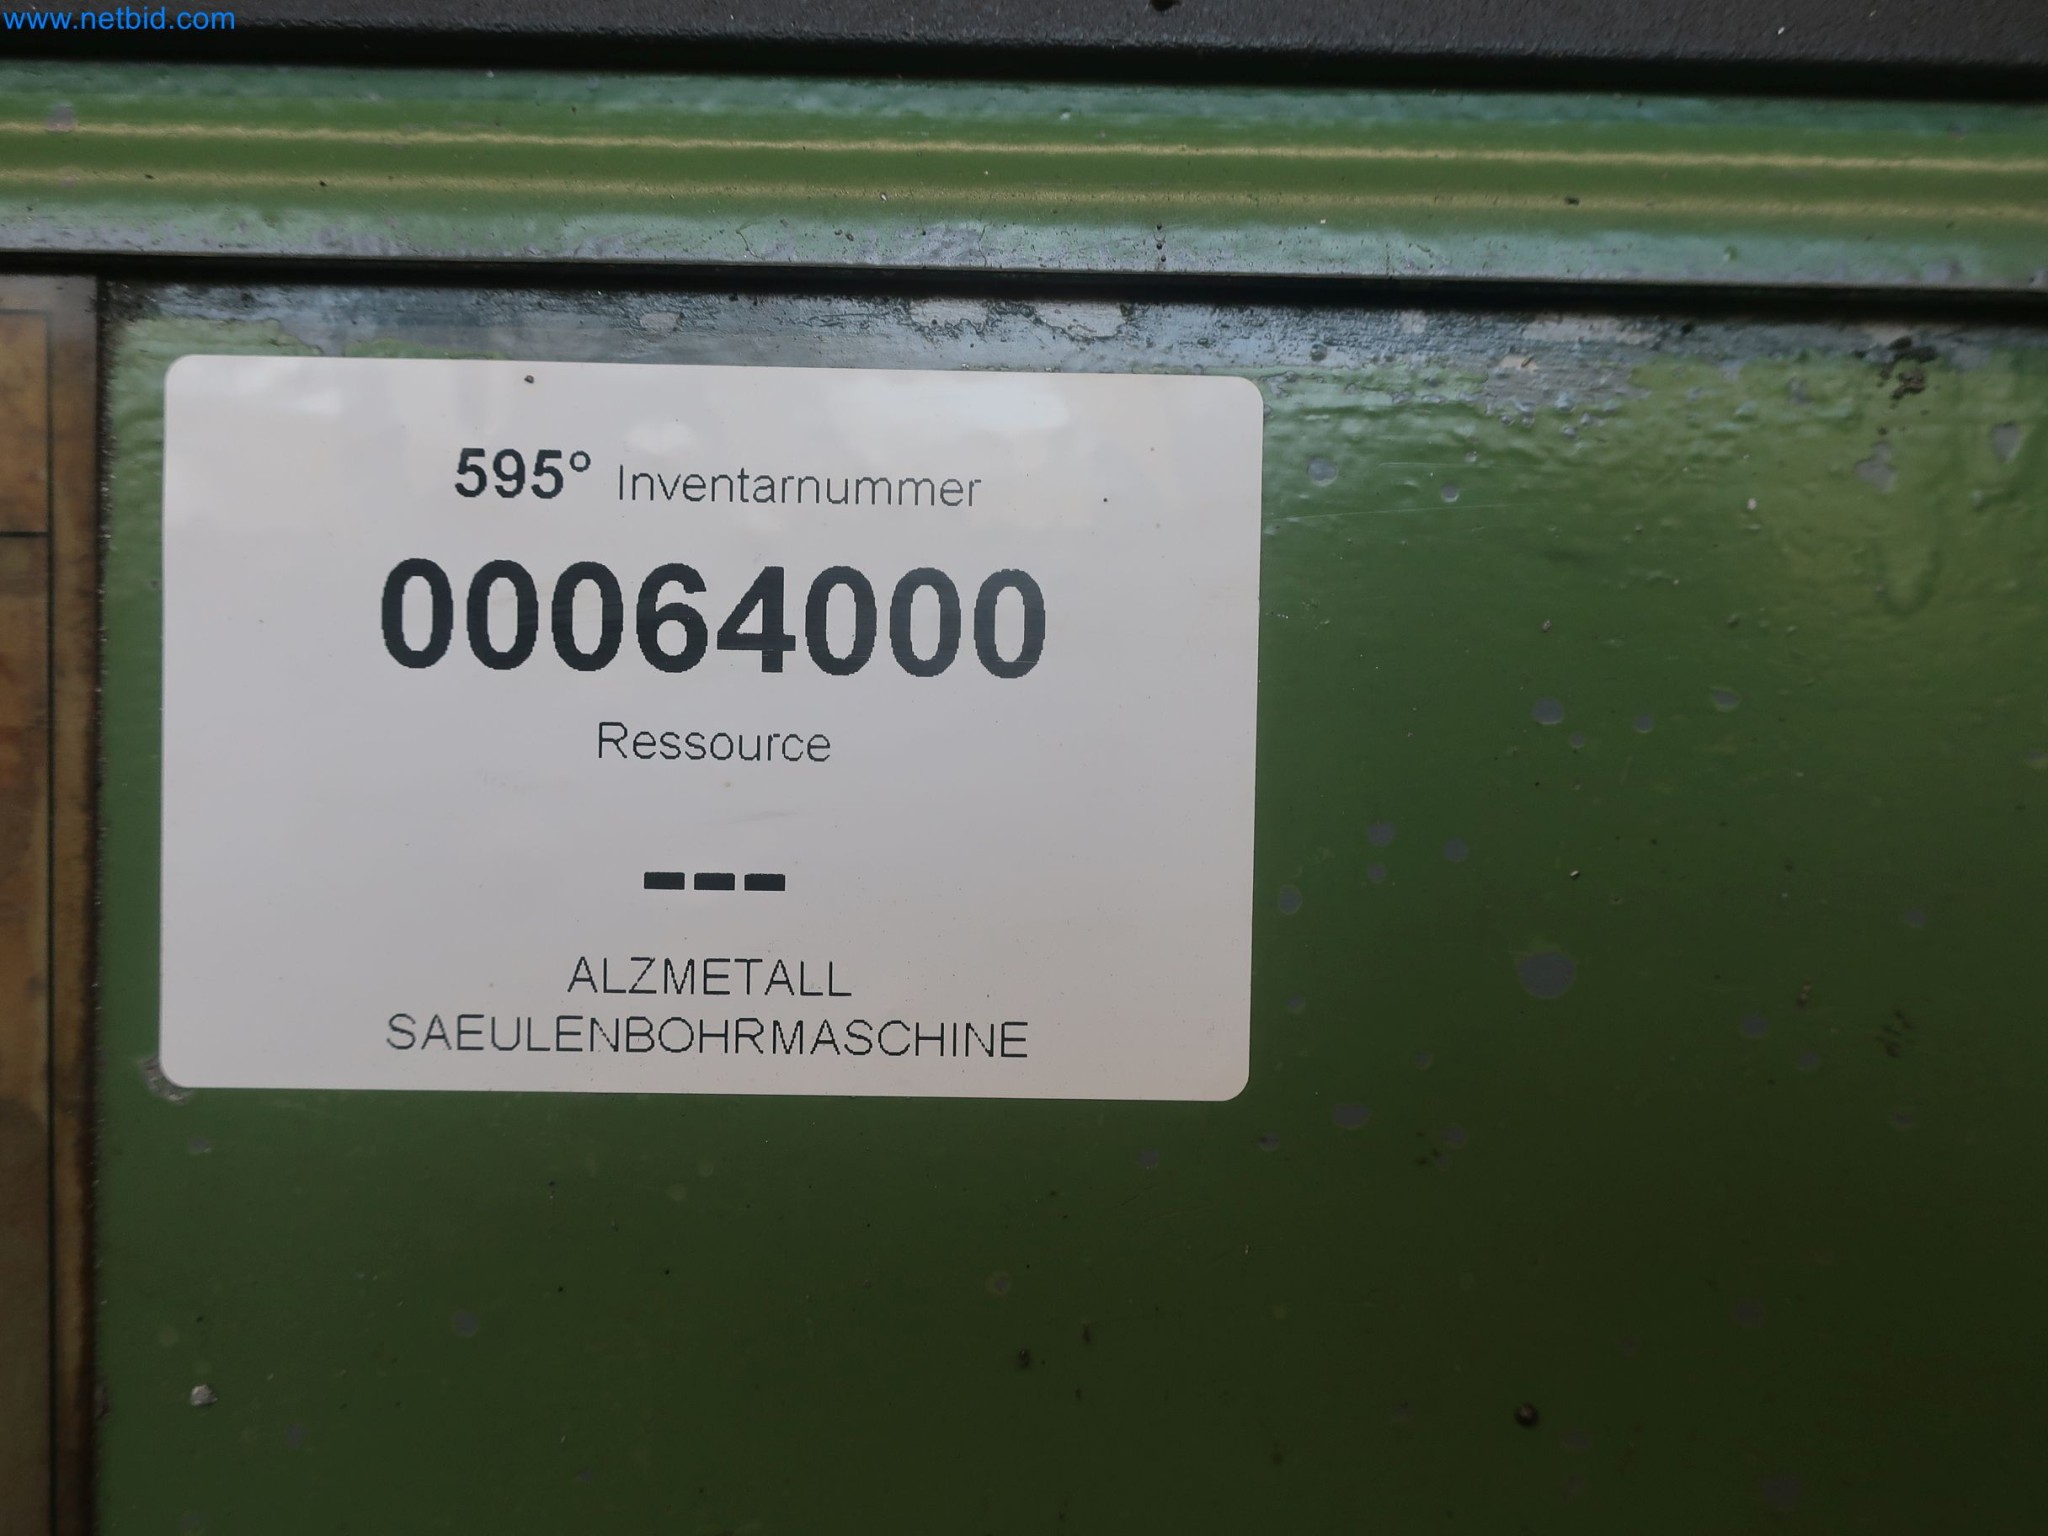 www.netbid.com
595° Inventarnummer
00064000
Ressource
---
ALZMETALL
SAEULENBOHRMASCHINE